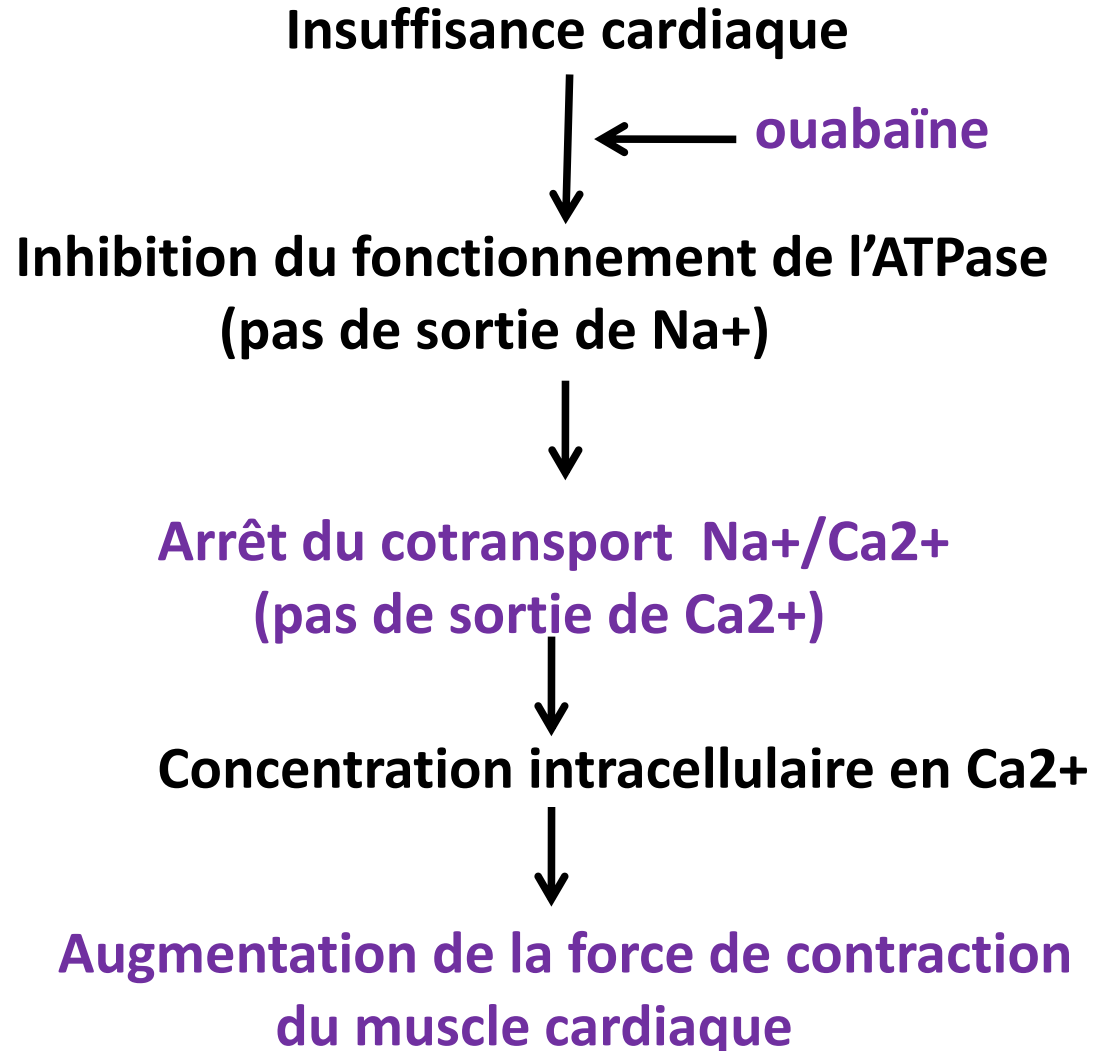 Insuffisance cardiaque
ouabaïne
Inhibition du fonctionnement de l’ATPase
(pas de sortie de Na+)
Arrêt du cotransport Na+/Ca2+
(pas de sortie de Ca2+)
Concentration intracellulaire en Ca2+
Augmentation de la force de contraction
du muscle cardiaque